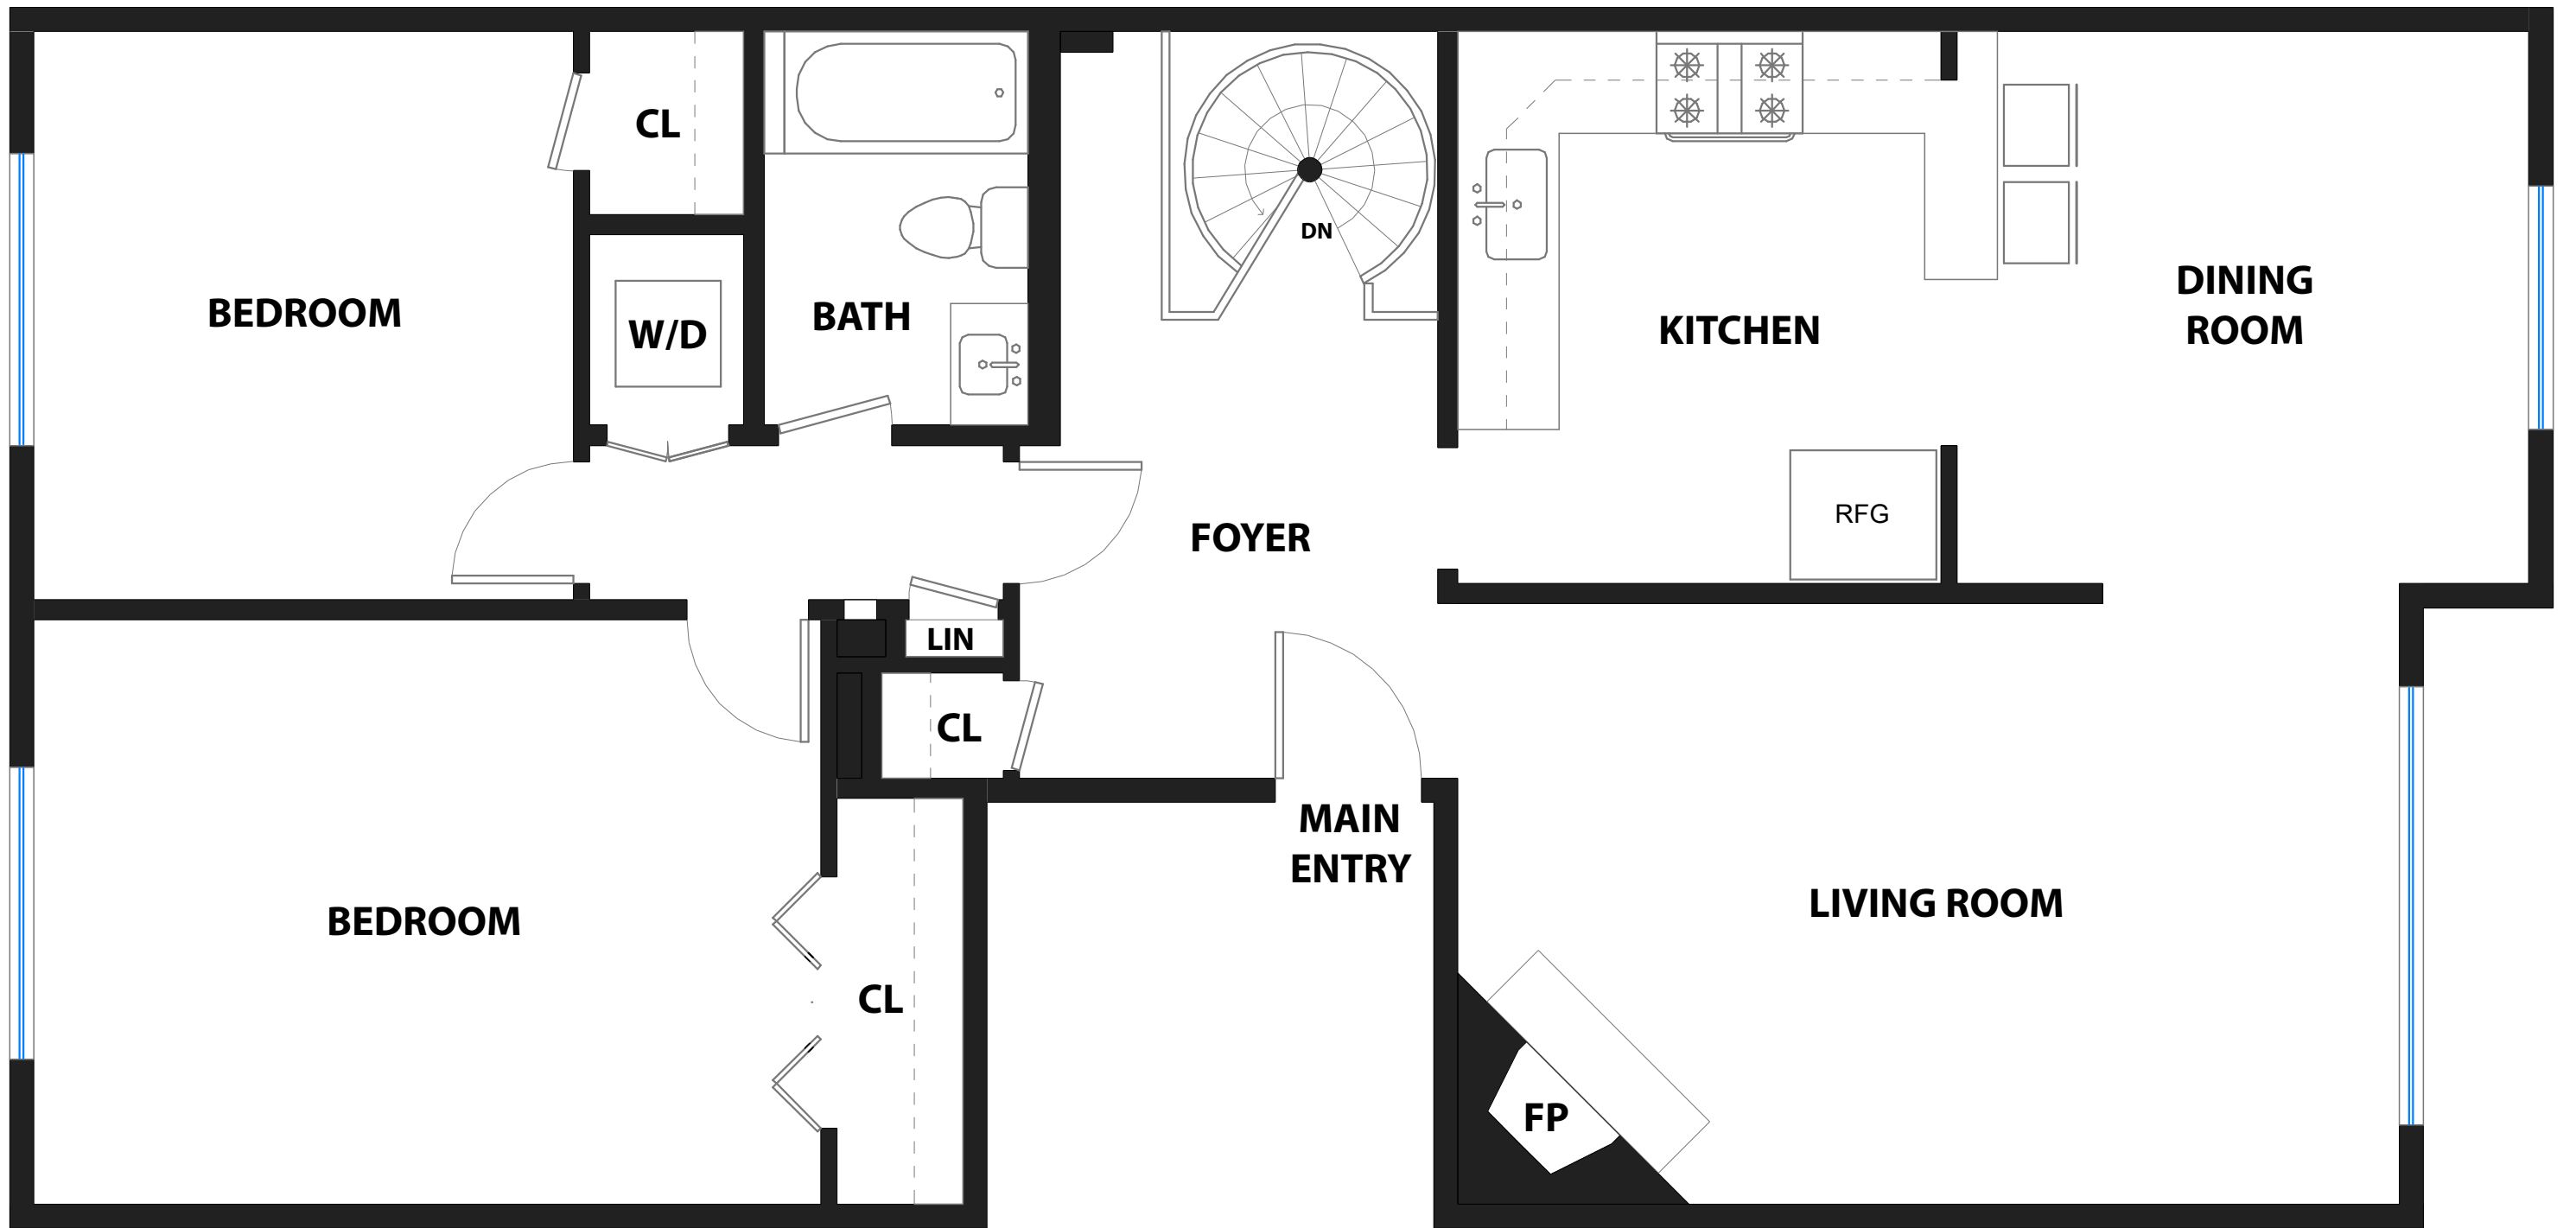 CL
DN
BEDROOM
W/D
BATH
KITCHEN
DINING
ROOM
RFG
FOYER
LIN
CL
MAIN
ENTRY
BEDROOM
LIVING ROOM
CL
FP